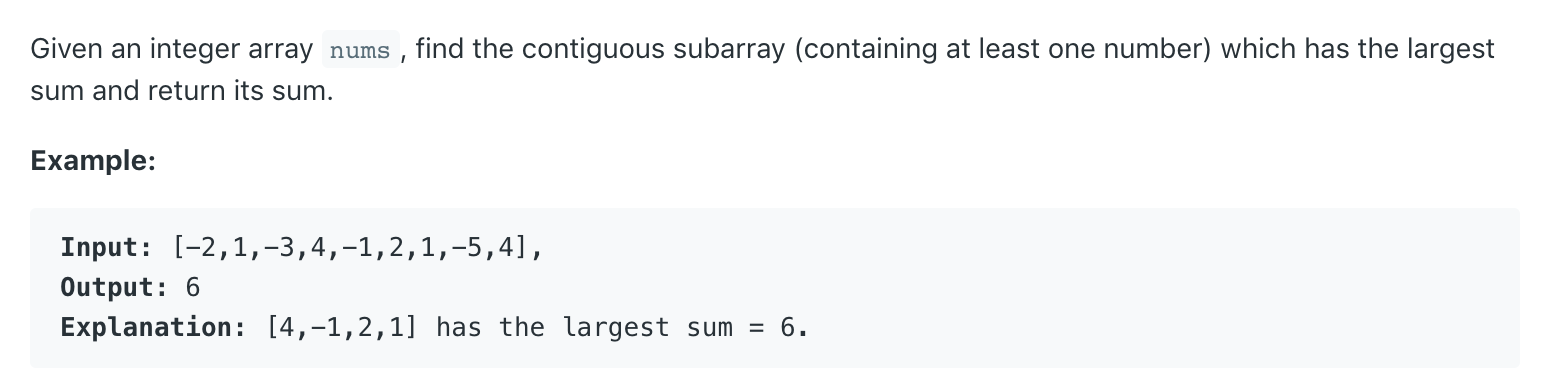 Given an integer array nums, find the contiguous subarray (containing at least one number) which has the largest
sum and return its sum.
Example:
Input: [-2,1,-3,4,-1,2,1,-5,4],
Output: 6
Explanation: [4,-1,2,1] has the largest sum = 6.